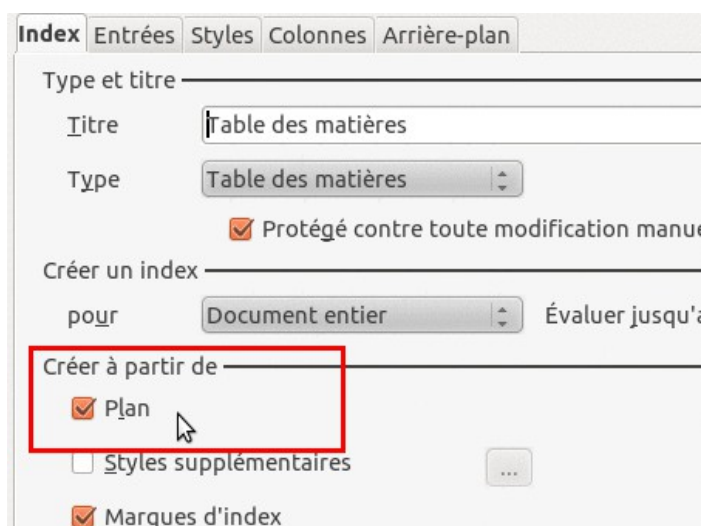 Index Entrées Styles Colonnes Arrière-plan
Type et titre
Titre Table des matières
Type Table des matières
Protégé contre toute modification manue
Créer un index
pour Document entier Évaluer jusqu'a
Créer à partir de
Plan
Styles supplémentaires ...
Marques d'index